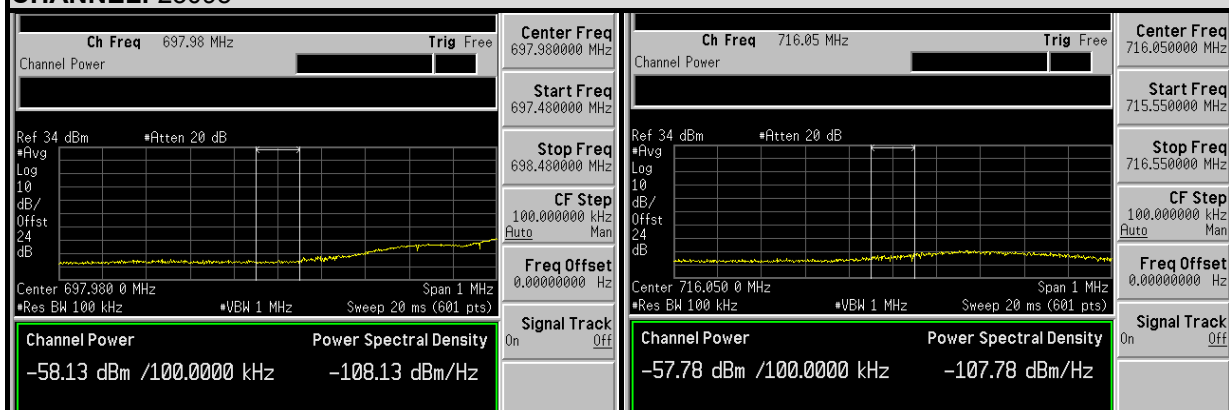 Ch Freq 697.98 MHz Trig Free
Channel Power
Ref 34 dBm #Atten 20 dB
#Avg
Log
10
dB/
Offst
24
dB
Center 697.980 0 MHz Span 1 MHz
#Res BW 100 kHz #VBW 1 MHz Sweep 20 ms (601 pts)
Channel Power Power Spectral Density
-58.13 dBm /100.0000 kHz -108.13 dBm/Hz
Center Freq
697.980000 MHz
Start Freq
697.480000 MHz
Stop Freq
698.480000 MHz
CF Step
100.000000 kHz
Auto Man
Freq Offset
0.00000000 Hz
Signal Track
On Off
Ch Freq 716.05 MHz Trig Free
Channel Power
Ref 34 dBm #Atten 20 dB
#Avg
Log
10
dB/
Offst
24
dB
Center 716.050 0 MHz Span 1 MHz
#Res BW 100 kHz #VBW 1 MHz Sweep 20 ms (601 pts)
Channel Power Power Spectral Density
-57.78 dBm /100.0000 kHz -107.78 dBm/Hz
Center Freq
716.050000 MHz
Start Freq
715.550000 MHz
Stop Freq
716.550000 MHz
CF Step
100.000000 kHz
Auto Man
Freq Offset
0.00000000 Hz
Signal Track
On Off